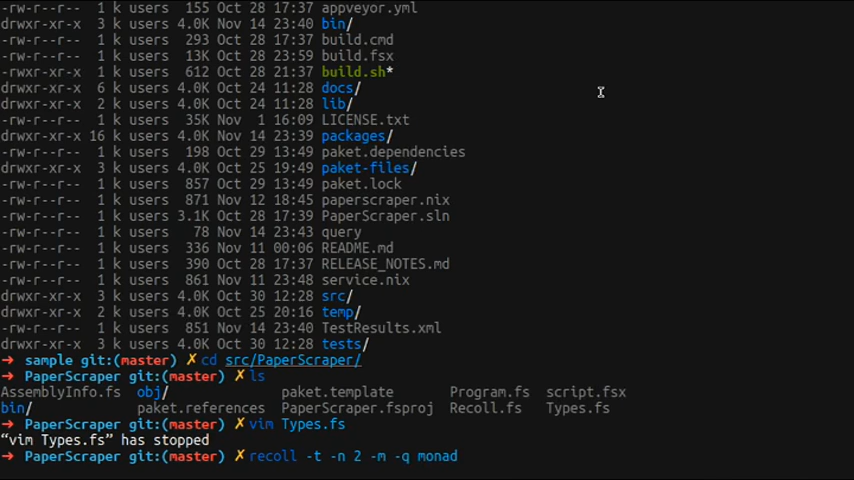 -rw-r--r-- 1 k users 155 Oct 28 17:37 appveyor.yml
drwxr-xr-x 3 k users 4.0K Nov 14 23:40 bin/
-rw-r--r-- 1 k users 293 Oct 28 17:37 build.cmd
-rw-r--r-- 1 k users 13K Nov 28 23:59 build.fsx
-rwxr-xr-x 1 k users 612 Oct 28 21:37 build.sh*
drwxr-xr-x 6 k users 4.0K Oct 24 11:28 docs/
drwxr-xr-x 2 k users 4.0K Oct 24 11:28 lib/
-rw-r--r-- 1 k users 35K Nov 1 16:09 LICENSE.txt
drwxr-xr-x 16 k users 4.0K Nov 14 23:39 packages/
-rw-r--r-- 1 k users 198 Oct 29 13:49 paket.dependencies
drwxr-xr-x 3 k users 4.0K Oct 25 19:49 paket-files/
-rw-r--r-- 1 k users 857 Oct 29 13:49 paket.lock
-rw-r--r-- 1 k users 871 Nov 12 18:45 paperscraper.nix
-rw-r--r-- 1 k users 3.1K Oct 28 17:39 PaperScraper.sln
-rw-r--r-- 1 k users 78 Nov 14 23:43 query
-rw-r--r-- 1 k users 336 Nov 11 00:06 README.md
-rw-r--r-- 1 k users 390 Oct 28 17:37 RELEASE_NOTES.md
-rw-r--r-- 1 k users 861 Nov 11 23:48 service.nix
drwxr-xr-x 3 k users 4.0K Oct 30 12:28 src/
drwxr-xr-x 2 k users 4.0K Oct 25 20:16 temp/
-rw-r--r-- 1 k users 851 Nov 14 23:40 TestResults.xml
drwxr-xr-x 3 k users 4.0K Oct 30 12:28 tests/
➜ sample git:(master) ✗ cd src/PaperScraper/
➜ PaperScraper git:(master) ✗ ls
AssemblyInfo.fs obj/ paket.template Program.fs script.fsx
bin/ paket.references PaperScraper.fsproj Recoll.fs Types.fs
➜ PaperScraper git:(master) ✗ vim Types.fs
“vim Types.fs” has stopped
➜ PaperScraper git:(master) ✗ recoll -t -n 2 -m -q monad